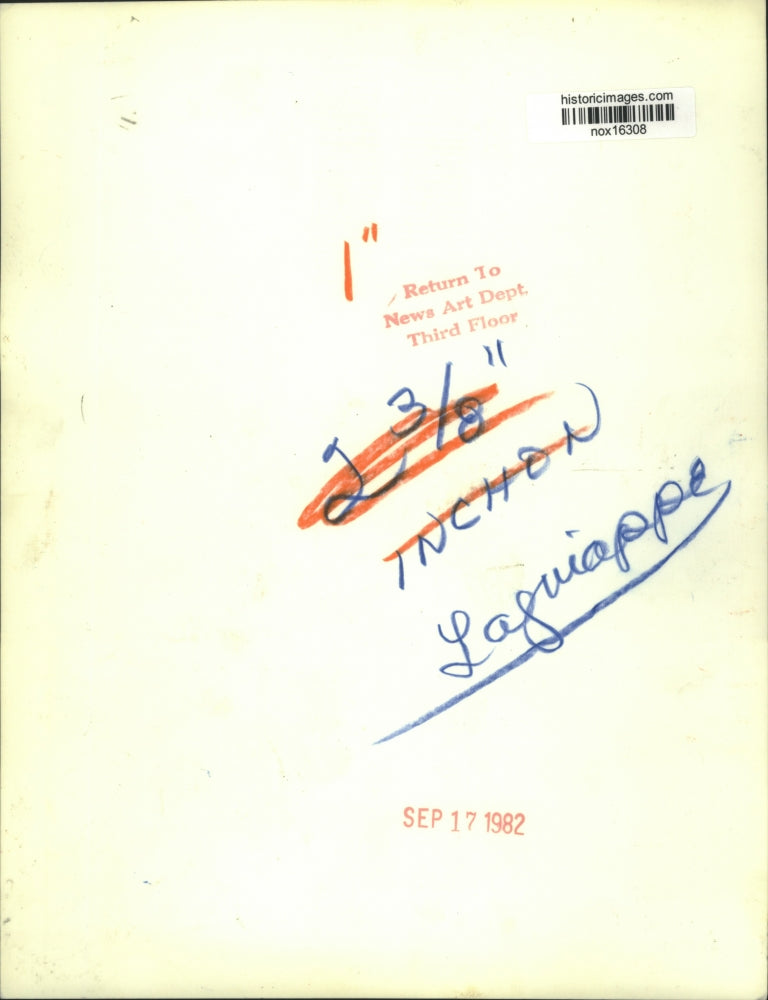 historicimages.com
nox16308
1"
Return To
News Art Dept.
Third Floor
2 3/8"
INCHON
Lagniappe
SEP 17 1982